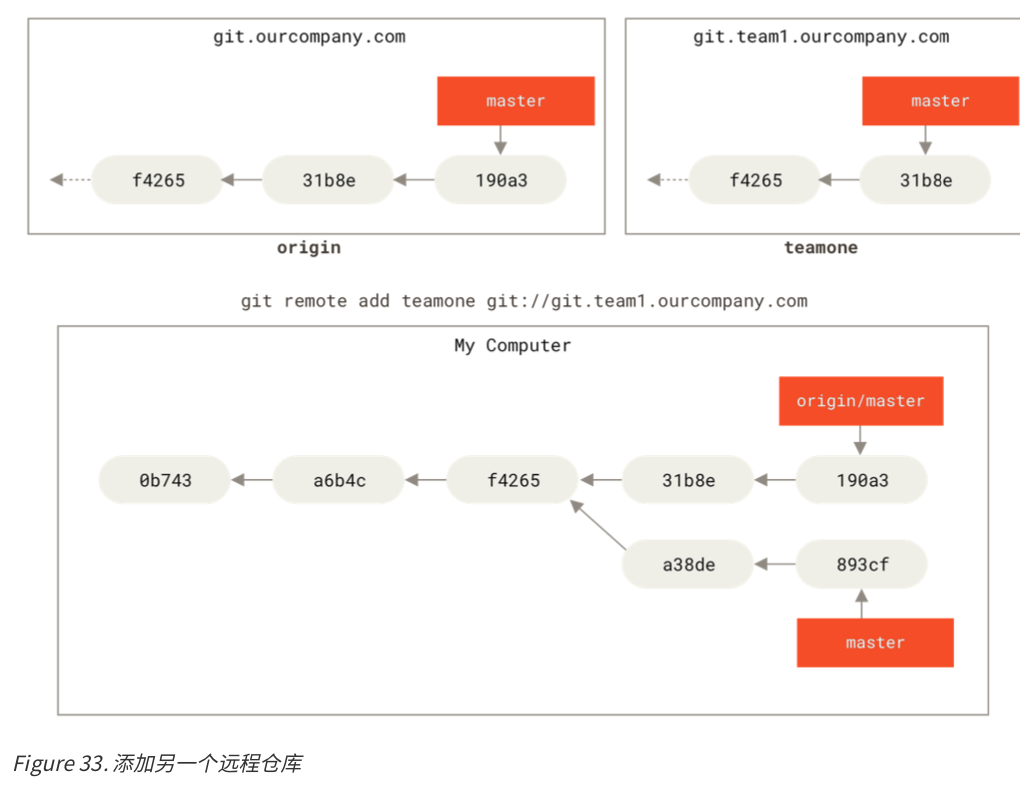 git.ourcompany.com
master
f4265 31b8e 190a3
origin
git.team1.ourcompany.com
master
f4265 31b8e
teamone
git remote add teamone git://git.team1.ourcompany.com
My Computer
origin/master
0b743 a6b4c f4265 31b8e 190a3
a38de 893cf
master
Figure 33. 添加另一个远程仓库